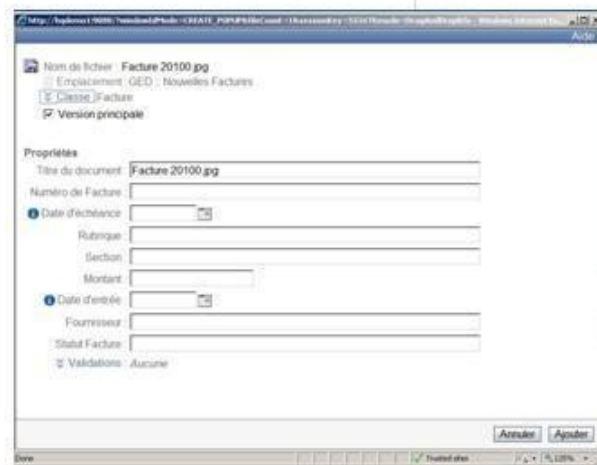 Aide
Nom de fichier : Facture 20100.jpg
Emplacement : GED : Nouvelles Factures
Classe Facture
Version principale
Propriétés
Titre du document Facture 20100.jpg
Numéro de Facture
Date d'échéance
Rubrique
Section
Montant
Date d'entrée
Fournisseur
Statut Facture
Validations : Aucune
Annuler Ajouter
Done Trusted sites 125%